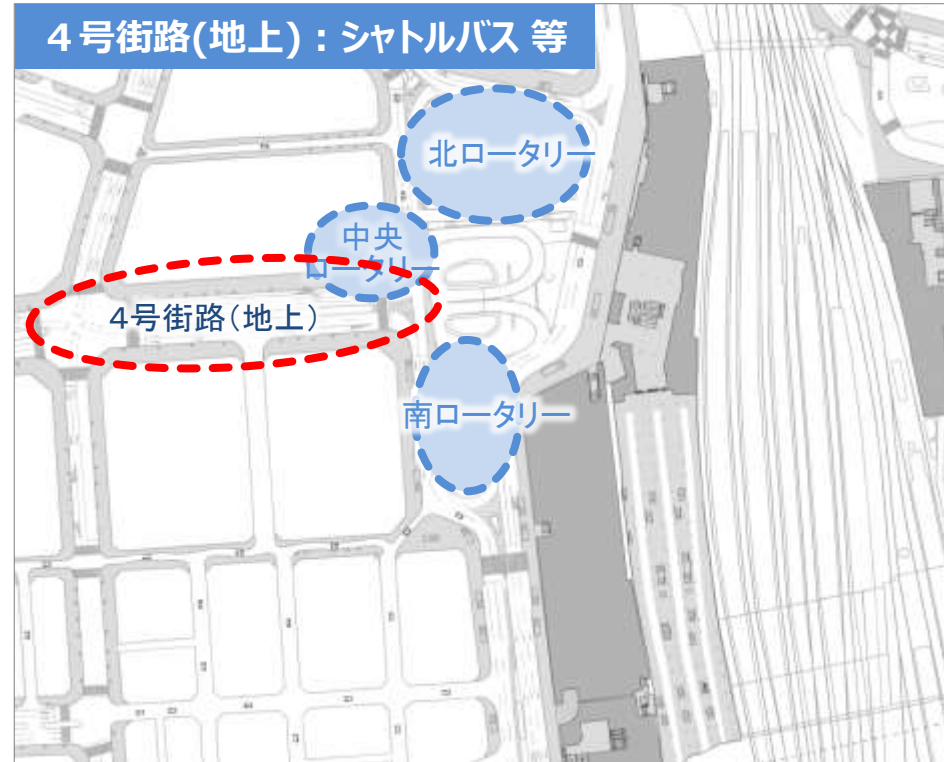 ４号街路(地上)：シャトルバス 等
北ロータリー
中央
ロータリー
4号街路（地上）
南ロータリー